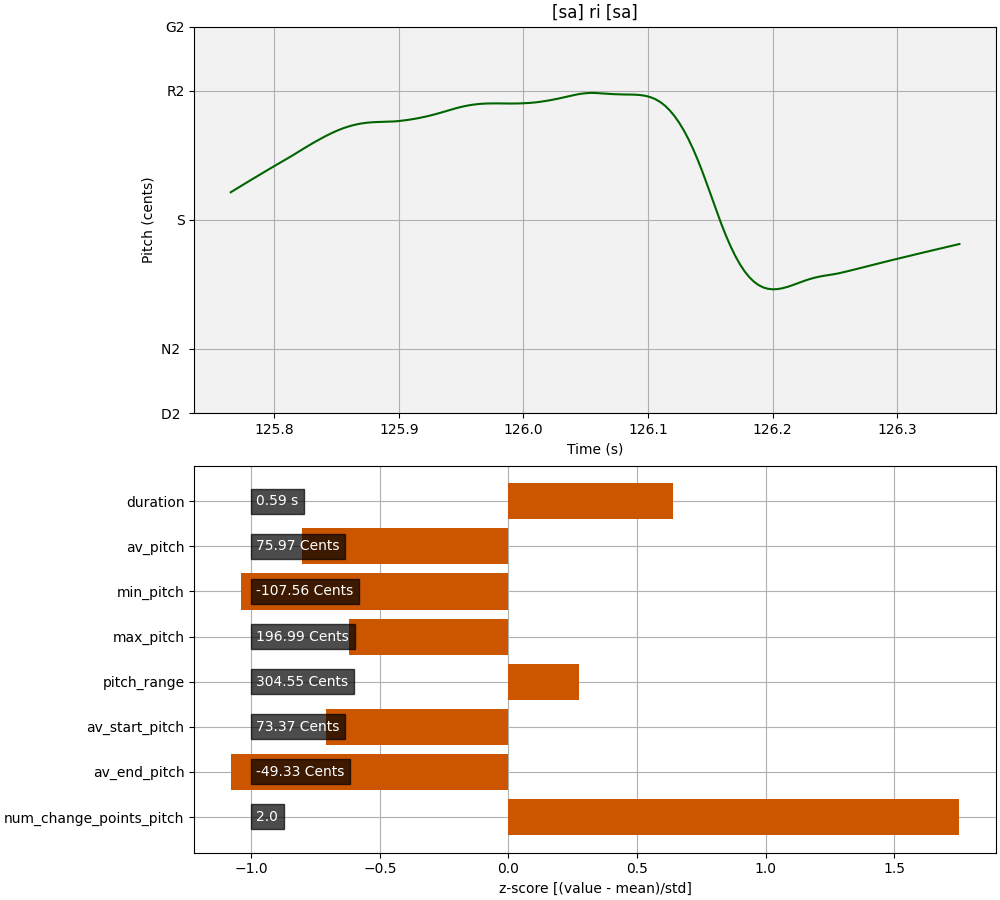 [sa] ri [sa]
G2
R2
S
N2
D2
Pitch (cents)
125.8 125.9 126.0 126.1 126.2 126.3
Time (s)
duration 0.59 s
av_pitch 75.97 Cents
min_pitch -107.56 Cents
max_pitch 196.99 Cents
pitch_range 304.55 Cents
av_start_pitch 73.37 Cents
av_end_pitch -49.33 Cents
num_change_points_pitch 2.0
−1.0 −0.5 0.0 0.5 1.0 1.5
z-score [(value - mean)/std]